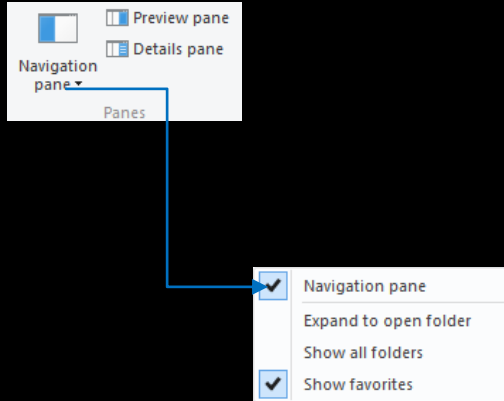 Preview pane
Details pane
Navigation
pane
Panes
Navigation pane
Expand to open folder
Show all folders
Show favorites